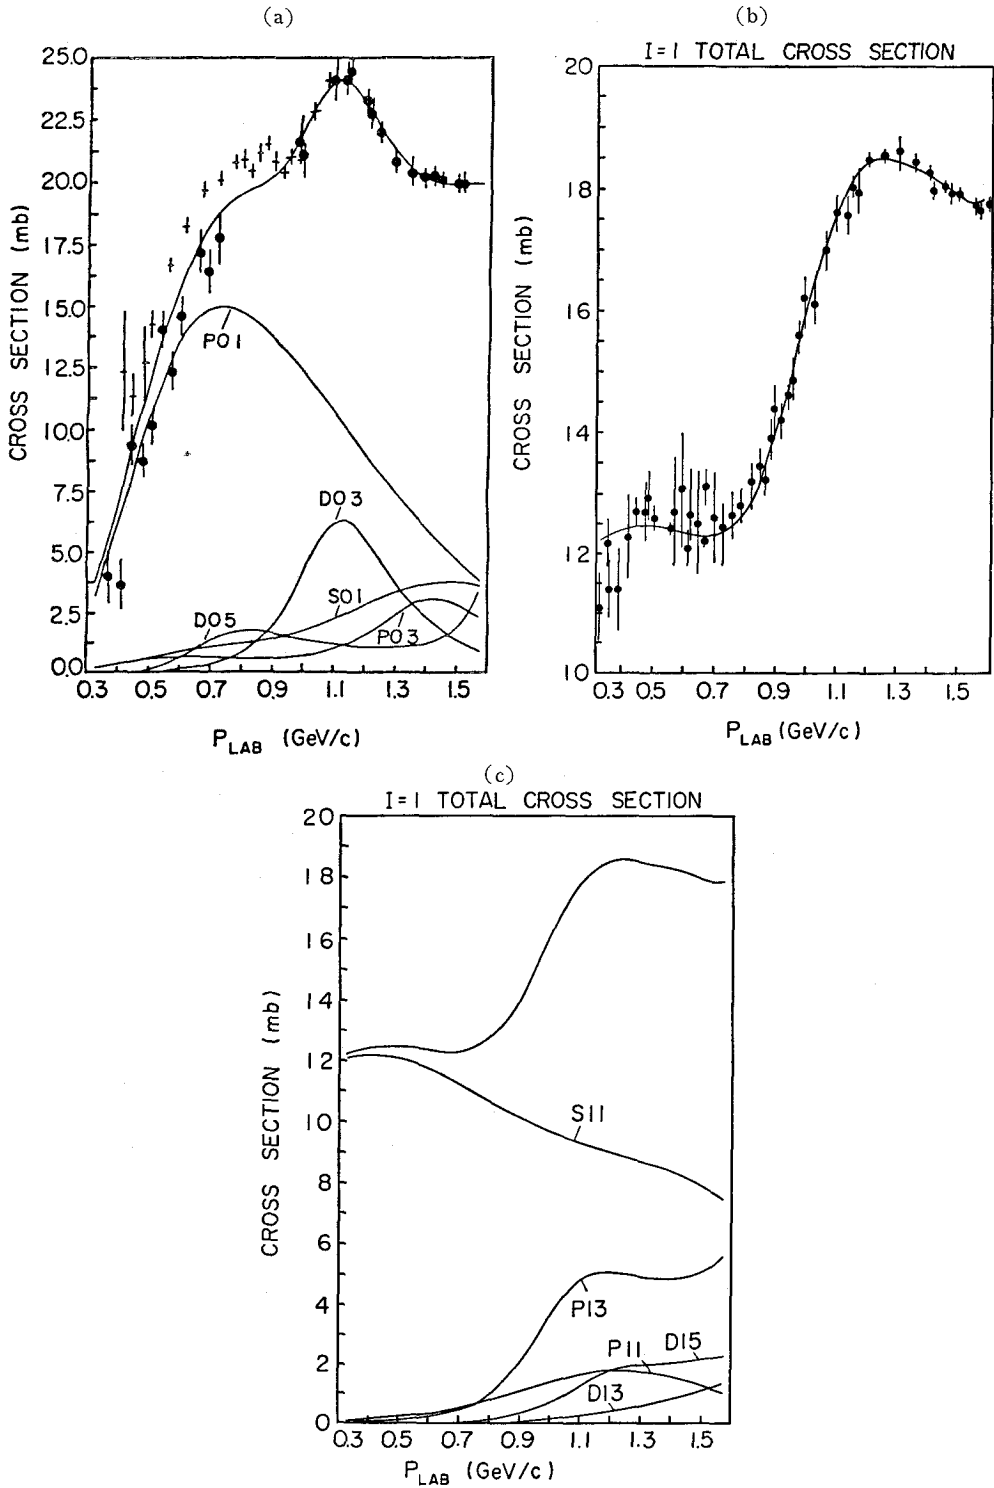 (a)
25.0
22.5
20.0
17.5
15.0
12.5
10.0
7.5
5.0
2.5
0.0
CROSS SECTION (mb)
P01
D03
S01
D05
P03
0.3 0.5 0.7 0.9 1.1 1.3 1.5
P LAB (GeV/c)
(b)
I=1 TOTAL CROSS SECTION
20
18
16
14
12
10
CROSS SECTION (mb)
0.3 0.5 0.7 0.9 1.1 1.3 1.5
P LAB (GeV/c)
(c)
I=1 TOTAL CROSS SECTION
20
18
16
14
12
10
8
6
4
2
0
CROSS SECTION (mb)
S11
P13
P11 D15
D13
0.3 0.5 0.7 0.9 1.1 1.3 1.5
P LAB (GeV/c)